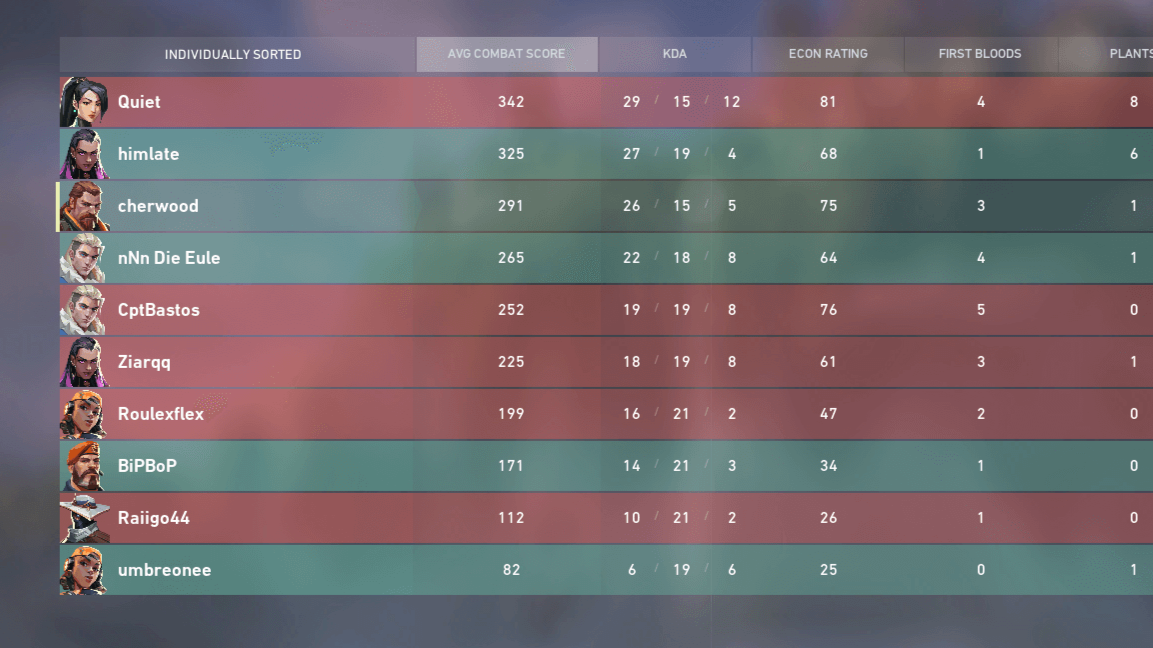 INDIVIDUALLY SORTED AVG COMBAT SCORE KDA ECON RATING FIRST BLOODS PLANTS
Quiet 342 29 / 15 / 12 81 4 8
himlate 325 27 / 19 / 4 68 1 6
cherwood 291 26 / 15 / 5 75 3 1
nNn Die Eule 265 22 / 18 / 8 64 4 1
CptBastos 252 19 / 19 / 8 76 5 0
Ziarqq 225 18 / 19 / 8 61 3 1
Roulexflex 199 16 / 21 / 2 47 2 0
BiPBoP 171 14 / 21 / 3 34 1 0
Raiigo44 112 10 / 21 / 2 26 1 0
umbreonee 82 6 / 19 / 6 25 0 1